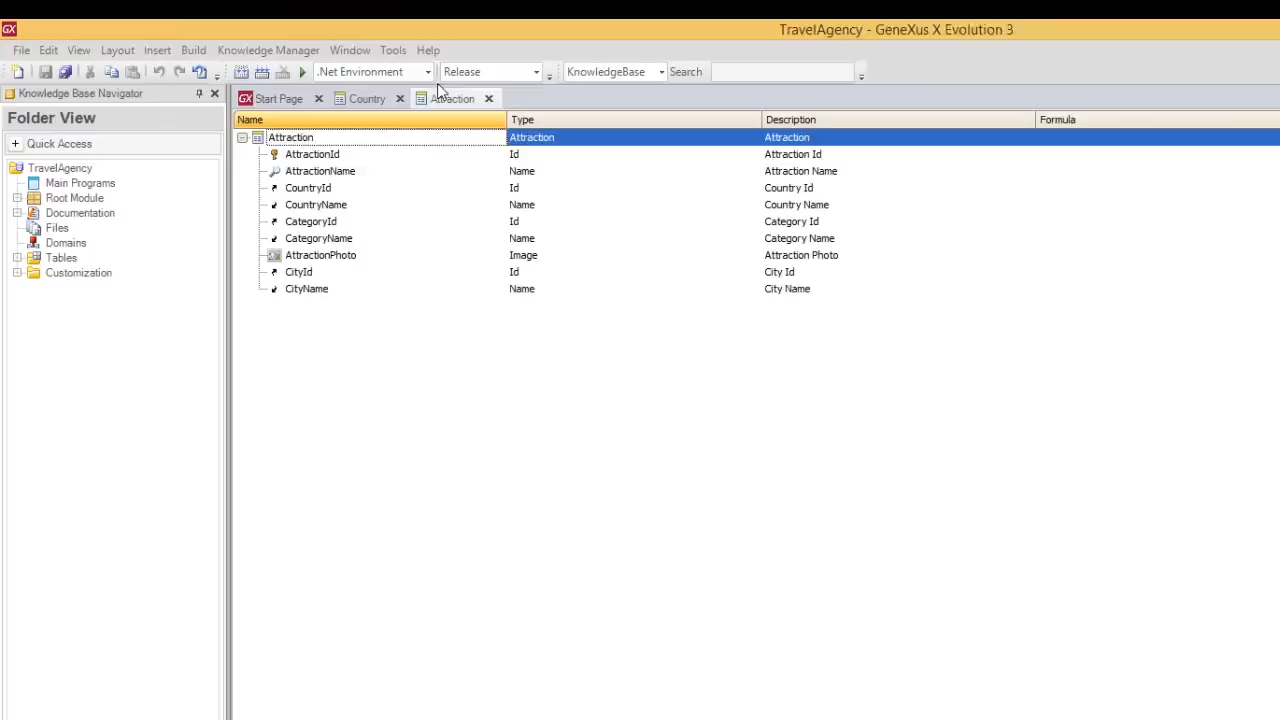 GX TravelAgency - GeneXus X Evolution 3
File Edit View Layout Insert Build Knowledge Manager Window Tools Help
.Net Environment Release KnowledgeBase Search
Knowledge Base Navigator
GX Start Page Country Attraction
Folder View
Quick Access
TravelAgency
Main Programs
Root Module
Documentation
Files
Domains
Tables
Customization
Name Type Description Formula
Attraction Attraction Attraction
AttractionId Id Attraction Id
AttractionName Name Attraction Name
CountryId Id Country Id
CountryName Name Country Name
CategoryId Id Category Id
CategoryName Name Category Name
AttractionPhoto Image Attraction Photo
CityId Id City Id
CityName Name City Name